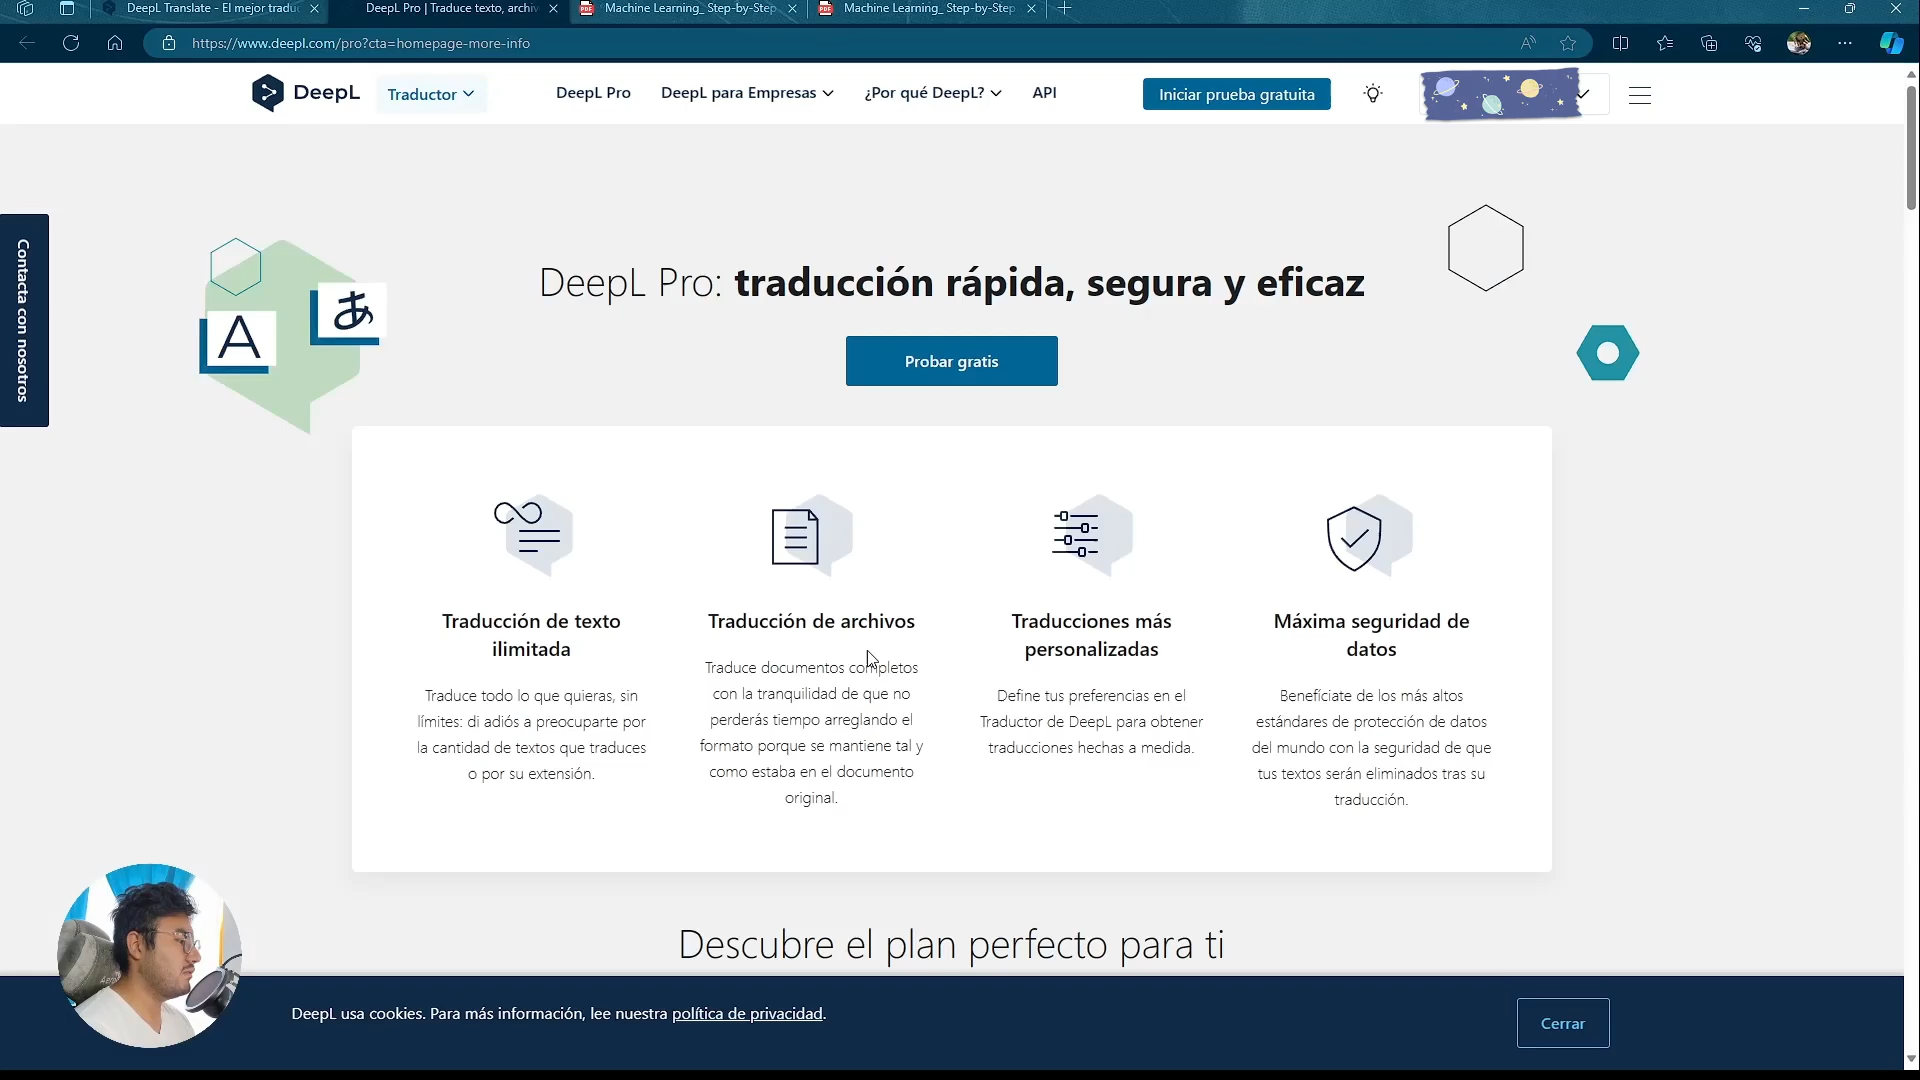 DeepL Translate - El mejor tradu
DeepL Pro | Traduce texto, archiv
Machine Learning_ Step-by-Step
Machine Learning_ Step-by-Step
https://www.deepl.com/pro?cta=homepage-more-info
DeepL
Traductor
DeepL Pro
DeepL para Empresas
¿Por qué DeepL?
API
Iniciar prueba gratuita
Contacta con nosotros
A
あ
DeepL Pro: traducción rápida, segura y eficaz
Probar gratis
Traducción de texto
ilimitada
Traduce todo lo que quieras, sin
límites: di adiós a preocuparte por
la cantidad de textos que traduces
o por su extensión.
Traducción de archivos
Traduce documentos completos
con la tranquilidad de que no
perderás tiempo arreglando el
formato porque se mantiene tal y
como estaba en el documento
original.
Traducciones más
personalizadas
Define tus preferencias en el
Traductor de DeepL para obtener
traducciones hechas a medida.
Máxima seguridad de
datos
Benefíciate de los más altos
estándares de protección de datos
del mundo con la seguridad de que
tus textos serán eliminados tras su
traducción.
Descubre el plan perfecto para ti
DeepL usa cookies. Para más información, lee nuestra política de privacidad.
Cerrar